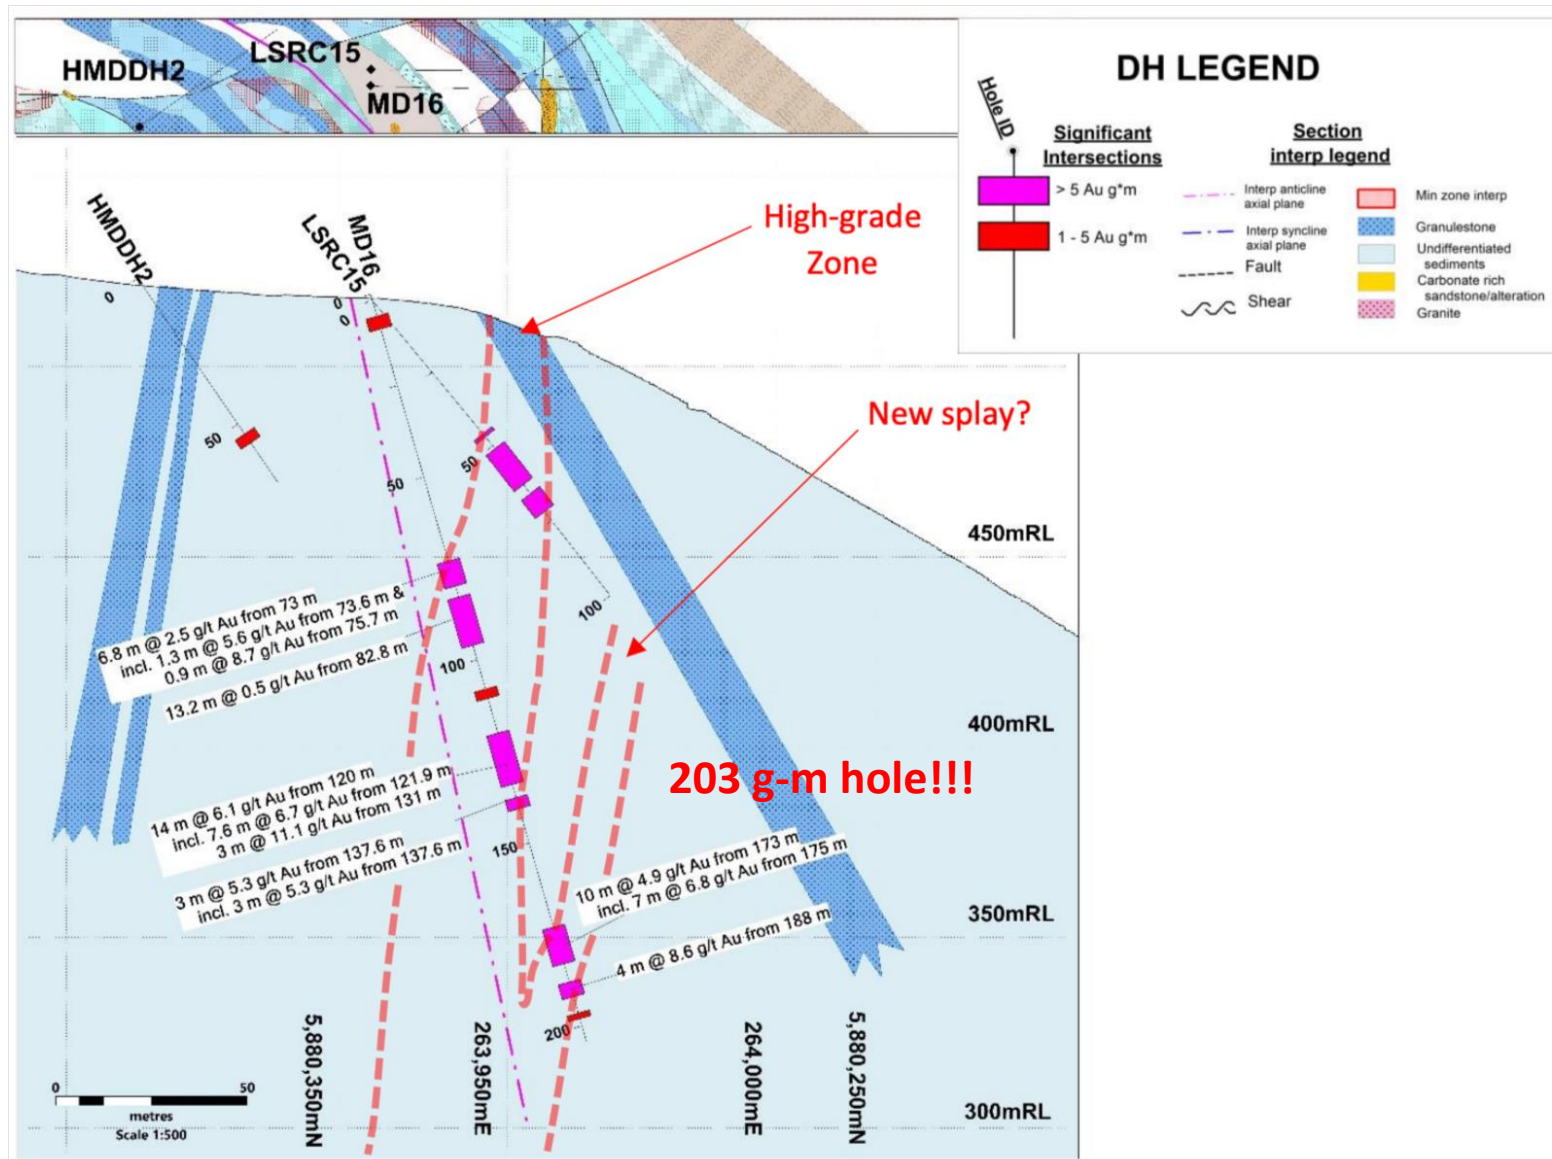 HMDDH2
LSRC15
MD16
DH LEGEND
Hole ID
Significant
Intersections
> 5 Au g*m
1 - 5 Au g*m
Section
interp legend
Interp anticline
axial plane
Interp syncline
axial plane
Fault
Shear
Min zone interp
Granulestone
Undifferentiated
sediments
Carbonate rich
sandstone/alteration
Granite
HMDDH2
MD16
LSRC15
High-grade
Zone
New splay?
0
50
0
0
50
100
150
200
50
100
450mRL
400mRL
350mRL
300mRL
6.8 m @ 2.5 g/t Au from 73 m
incl. 1.3 m @ 5.6 g/t Au from 73.6 m &
0.9 m @ 8.7 g/t Au from 75.7 m
13.2 m @ 0.5 g/t Au from 82.8 m
203 g-m hole!!!
14 m @ 6.1 g/t Au from 120 m
incl. 7.6 m @ 6.7 g/t Au from 121.9 m
3 m @ 11.1 g/t Au from 131 m
3 m @ 5.3 g/t Au from 137.6 m
incl. 3 m @ 5.3 g/t Au from 137.6 m
10 m @ 4.9 g/t Au from 173 m
incl. 7 m @ 6.8 g/t Au from 175 m
4 m @ 8.6 g/t Au from 188 m
5,880,350mN
263,950mE
264,000mE
5,880,250mN
0 50
metres
Scale 1:500